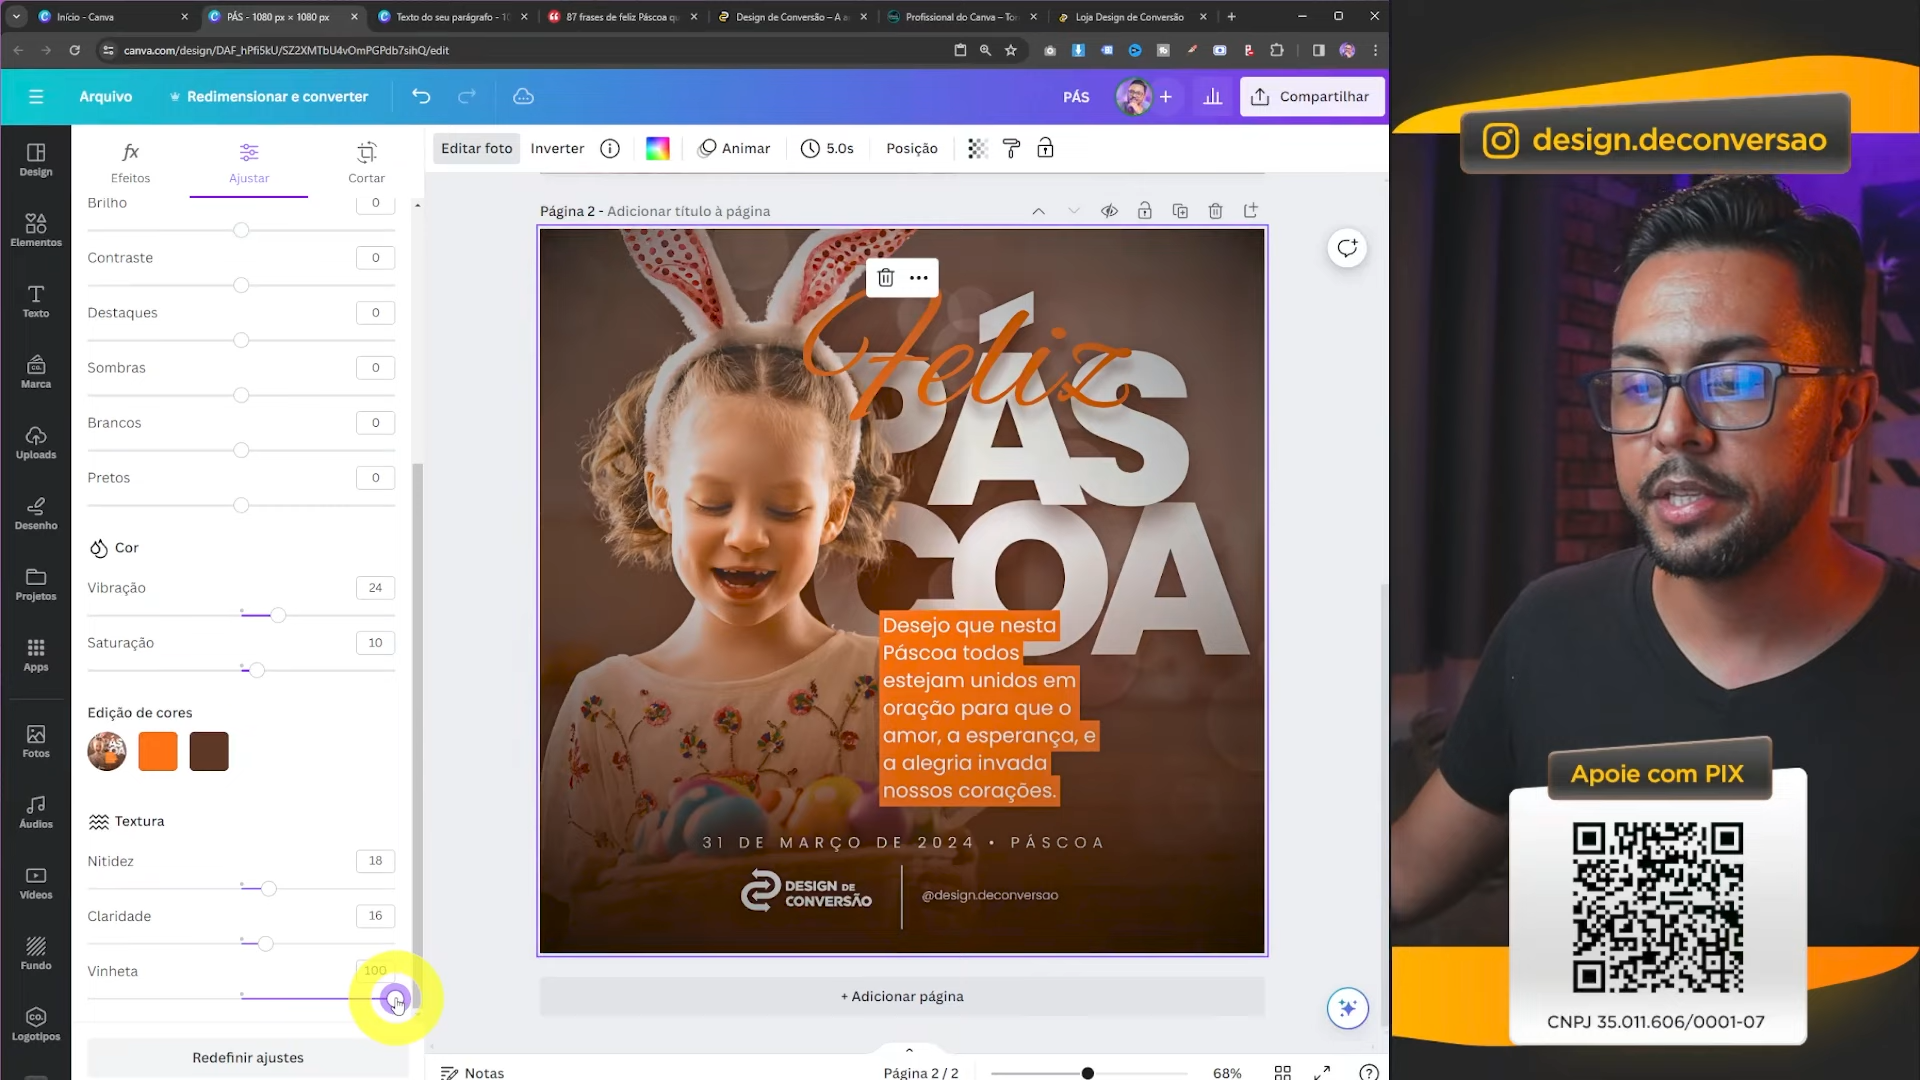 Início - Canva
PÁS - 1080 px × 1080 px
Texto do seu parágrafo - 10
87 frases de feliz Páscoa qu
Design de Conversão – A a
Profissional do Canva – Tor
Loja Design de Conversão
canva.com/design/DAF_hPfi5kU/SZ2XMTbU4vOmPGPdb7sihQ/edit
Arquivo
Redimensionar e converter
PÁS
Compartilhar
Design
Elementos
Texto
Marca
Uploads
Desenho
Projetos
Apps
Fotos
Áudios
Vídeos
Fundo
Logotipos
Efeitos
Ajustar
Cortar
Brilho 0
Contraste 0
Destaques 0
Sombras 0
Brancos 0
Pretos 0
Cor
Vibração 24
Saturação 10
Edição de cores
Textura
Nitidez 18
Claridade 16
Vinheta 100
Redefinir ajustes
Editar foto
Inverter
Animar
5.0s
Posição
Página 2 - Adicionar título à página
Feliz
PÁS
COA
Desejo que nesta
Páscoa todos
estejam unidos em
oração para que o
amor, a esperança, e
a alegria invada
nossos corações.
31 DE MARÇO DE 2024 • PÁSCOA
DESIGN DE
CONVERSÃO
@design.deconversao
+ Adicionar página
Notas
Página 2 / 2
68%
design.deconversao
Apoie com PIX
CNPJ 35.011.606/0001-07